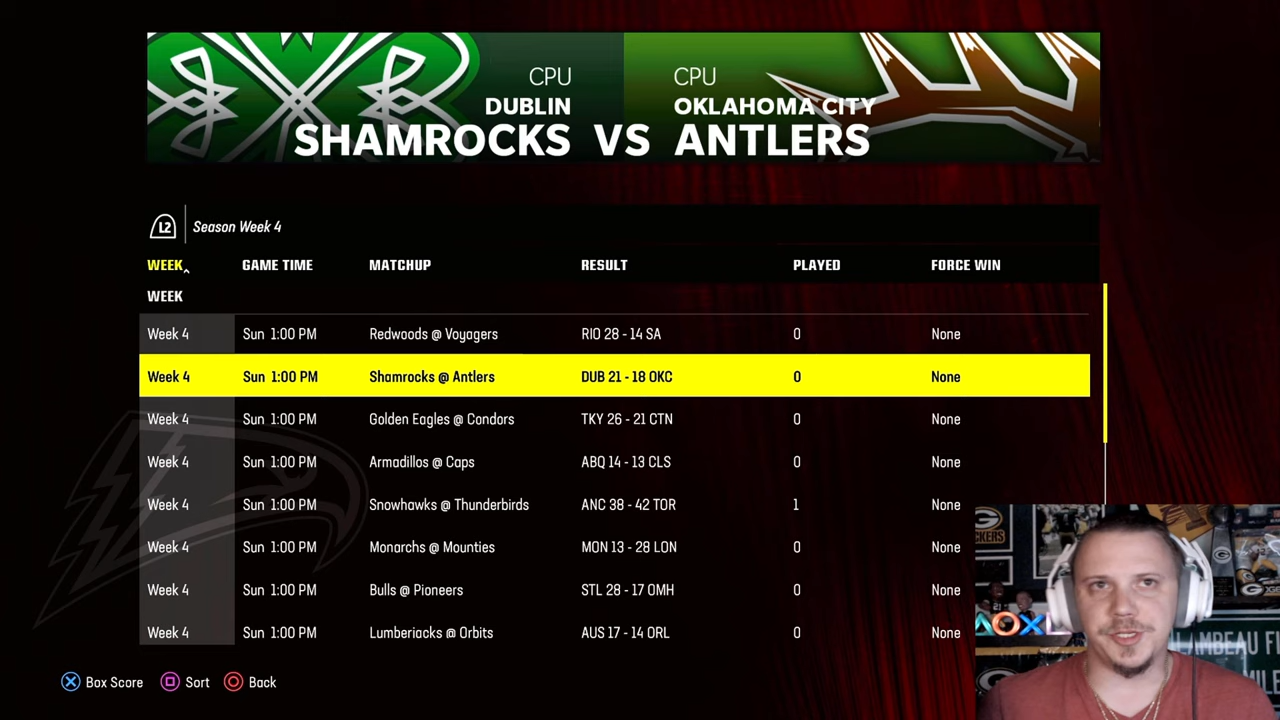 CPU
DUBLIN
SHAMROCKS VS ANTLERS
CPU
OKLAHOMA CITY
L2 Season Week 4
WEEK GAME TIME MATCHUP RESULT PLAYED FORCE WIN
WEEK
Week 4 Sun 1:00 PM Redwoods @ Voyagers RIO 28 - 14 SA 0 None
Week 4 Sun 1:00 PM Shamrocks @ Antlers DUB 21 - 18 OKC 0 None
Week 4 Sun 1:00 PM Golden Eagles @ Condors TKY 26 - 21 CTN 0 None
Week 4 Sun 1:00 PM Armadillos @ Caps ABQ 14 - 13 CLS 0 None
Week 4 Sun 1:00 PM Snowhawks @ Thunderbirds ANC 38 - 42 TOR 1 None
Week 4 Sun 1:00 PM Monarchs @ Mounties MON 13 - 28 LON 0 None
Week 4 Sun 1:00 PM Bulls @ Pioneers STL 28 - 17 OMH 0 None
Week 4 Sun 1:00 PM Lumberjacks @ Orbits AUS 17 - 14 ORL 0 None
Box Score Sort Back